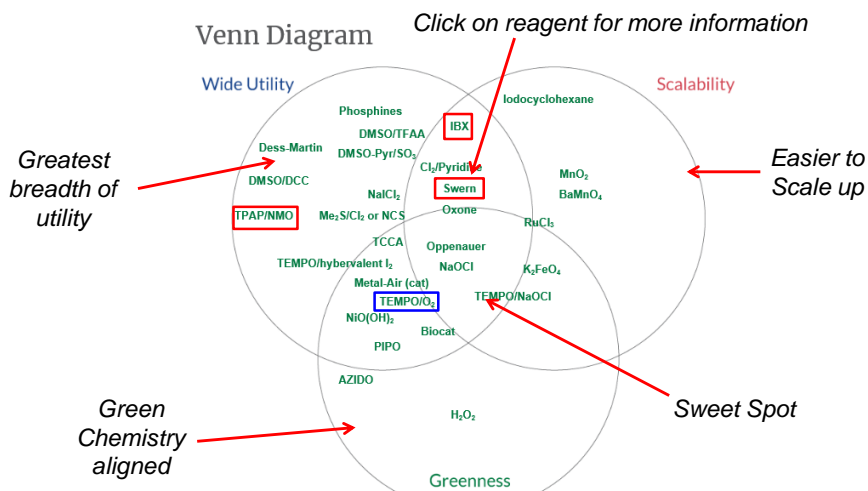 Venn Diagram
Click on reagent for more information
Wide Utility
Scalability
Iodocyclohexane
Phosphines
IBX
DMSO/TFAA
Dess-Martin
DMSO-Pyr/SO₃
Cl₂/Pyridine
Greatest
breadth of
utility
Easier to
Scale up
MnO₂
DMSO/DCC
NaICl₂
Swern
BaMnO₄
TPAP/NMO
Me₂S/Cl₂ or NCS
Oxone
RuCl₃
TCCA
Oppenauer
TEMPO/hybervalent I₂
NaOCl
K₂FeO₄
Metal-Air (cat)
TEMPO/O₂
TEMPO/NaOCl
NiO(OH)₂
Biocat
PIPO
AZIDO
Green
Chemistry
aligned
H₂O₂
Sweet Spot
Greenness